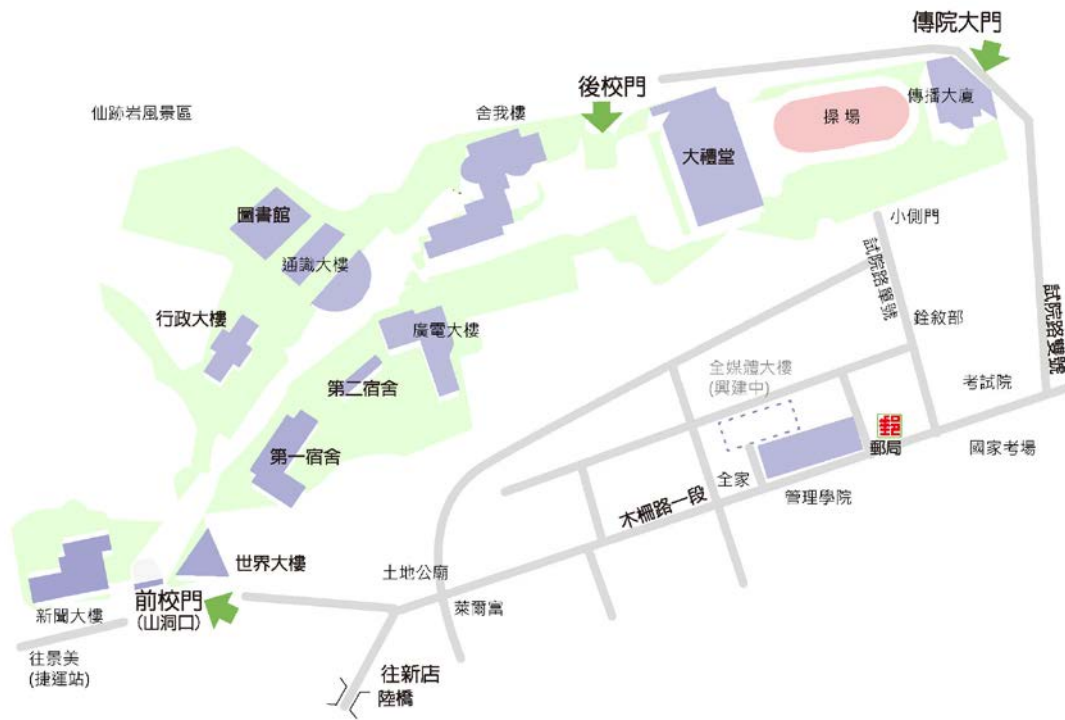 傳院大門
後校門
仙跡岩風景區
舍我樓
傳播大廈
操場
大禮堂
圖書館
小側門
通識大樓
試院路單號
試院路雙號
行政大樓
廣電大樓
銓敘部
全媒體大樓
(興建中)
考試院
第二宿舍
郵
郵局
國家考場
第一宿舍
全家
管理學院
木柵路一段
世界大樓
土地公廟
前校門
(山洞口)
新聞大樓
萊爾富
往景美
(捷運站)
往新店
陸橋